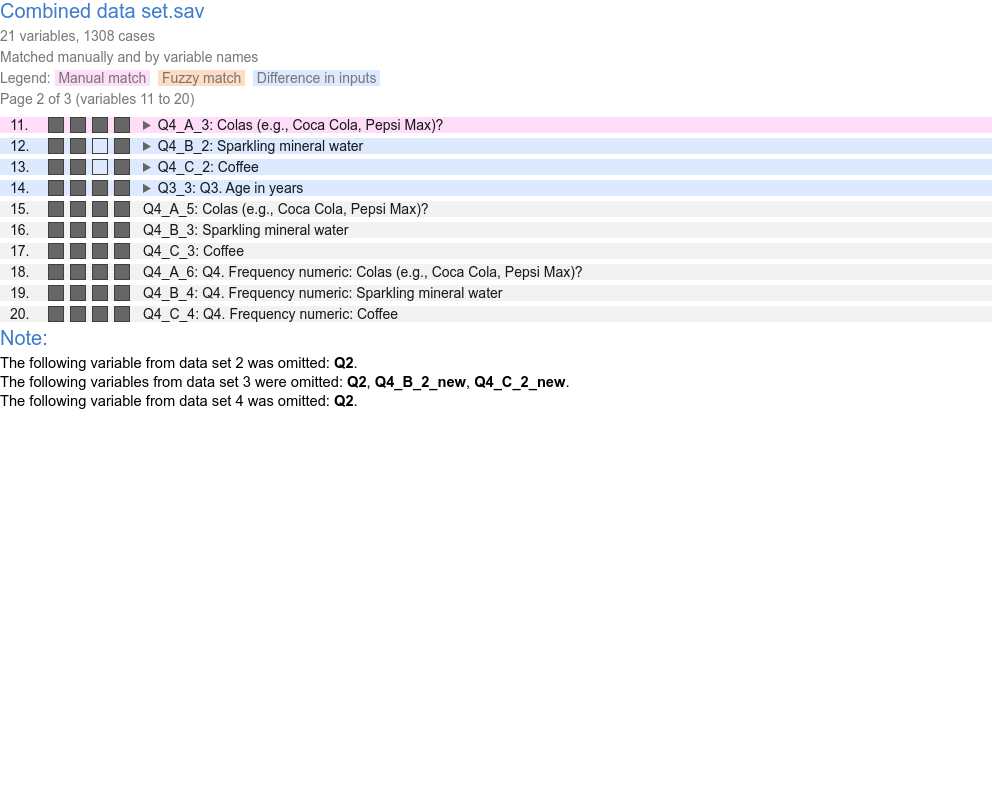 Combined data set.sav
21 variables, 1308 cases
Matched manually and by variable names
Legend: Manual match Fuzzy match Difference in inputs
Page 2 of 3 (variables 11 to 20)
11. Q4_A_3: Colas (e.g., Coca Cola, Pepsi Max)?
12. Q4_B_2: Sparkling mineral water
13. Q4_C_2: Coffee
14. Q3_3: Q3. Age in years
15. Q4_A_5: Colas (e.g., Coca Cola, Pepsi Max)?
16. Q4_B_3: Sparkling mineral water
17. Q4_C_3: Coffee
18. Q4_A_6: Q4. Frequency numeric: Colas (e.g., Coca Cola, Pepsi Max)?
19. Q4_B_4: Q4. Frequency numeric: Sparkling mineral water
20. Q4_C_4: Q4. Frequency numeric: Coffee
Note:
The following variable from data set 2 was omitted: Q2.
The following variables from data set 3 were omitted: Q2, Q4_B_2_new, Q4_C_2_new.
The following variable from data set 4 was omitted: Q2.